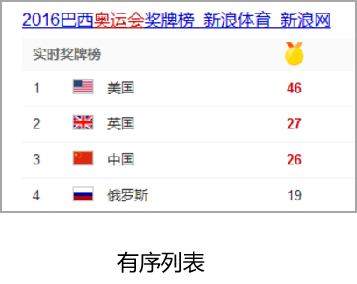 2016巴西奥运会奖牌榜_新浪体育_新浪网
实时奖牌榜
1 美国 46
2 英国 27
3 中国 26
4 俄罗斯 19
有序列表